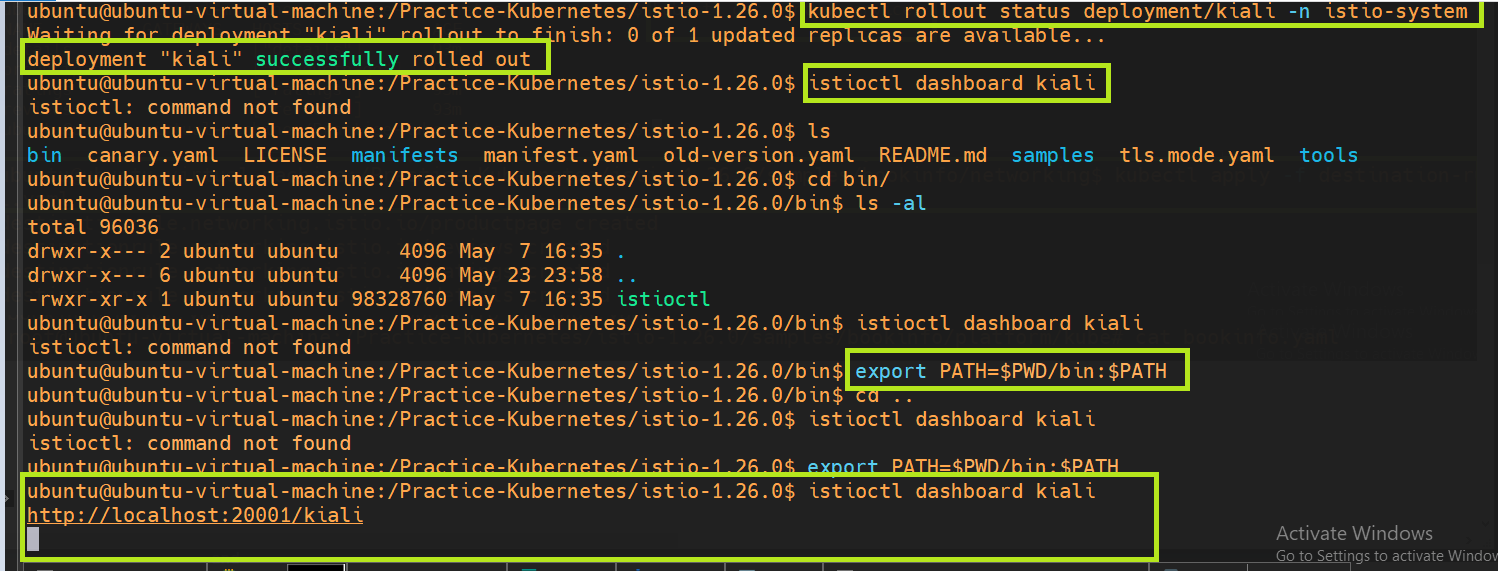 ubuntu@ubuntu-virtual-machine:/Practice-Kubernetes/istio-1.26.0$ kubectl rollout status deployment/kiali -n istio-system
Waiting for deployment "kiali" rollout to finish: 0 of 1 updated replicas are available...
deployment "kiali" successfully rolled out
ubuntu@ubuntu-virtual-machine:/Practice-Kubernetes/istio-1.26.0$ istioctl dashboard kiali
istioctl: command not found
ubuntu@ubuntu-virtual-machine:/Practice-Kubernetes/istio-1.26.0$ ls
bin  canary.yaml  LICENSE  manifests  manifest.yaml  old-version.yaml  README.md  samples  tls.mode.yaml  tools
ubuntu@ubuntu-virtual-machine:/Practice-Kubernetes/istio-1.26.0$ cd bin/
ubuntu@ubuntu-virtual-machine:/Practice-Kubernetes/istio-1.26.0/bin$ ls -al
total 96036
drwxr-x--- 2 ubuntu ubuntu     4096 May  7 16:35 .
drwxr-x--- 6 ubuntu ubuntu     4096 May 23 23:58 ..
-rwxr-xr-x 1 ubuntu ubuntu 98328760 May  7 16:35 istioctl
ubuntu@ubuntu-virtual-machine:/Practice-Kubernetes/istio-1.26.0/bin$ istioctl dashboard kiali
istioctl: command not found
ubuntu@ubuntu-virtual-machine:/Practice-Kubernetes/istio-1.26.0/bin$ export PATH=$PWD/bin:$PATH
ubuntu@ubuntu-virtual-machine:/Practice-Kubernetes/istio-1.26.0/bin$ cd ..
ubuntu@ubuntu-virtual-machine:/Practice-Kubernetes/istio-1.26.0$ istioctl dashboard kiali
istioctl: command not found
ubuntu@ubuntu-virtual-machine:/Practice-Kubernetes/istio-1.26.0$ export PATH=$PWD/bin:$PATH
ubuntu@ubuntu-virtual-machine:/Practice-Kubernetes/istio-1.26.0$ istioctl dashboard kiali
http://localhost:20001/kiali
Activate Windows
Go to Settings to activate Window